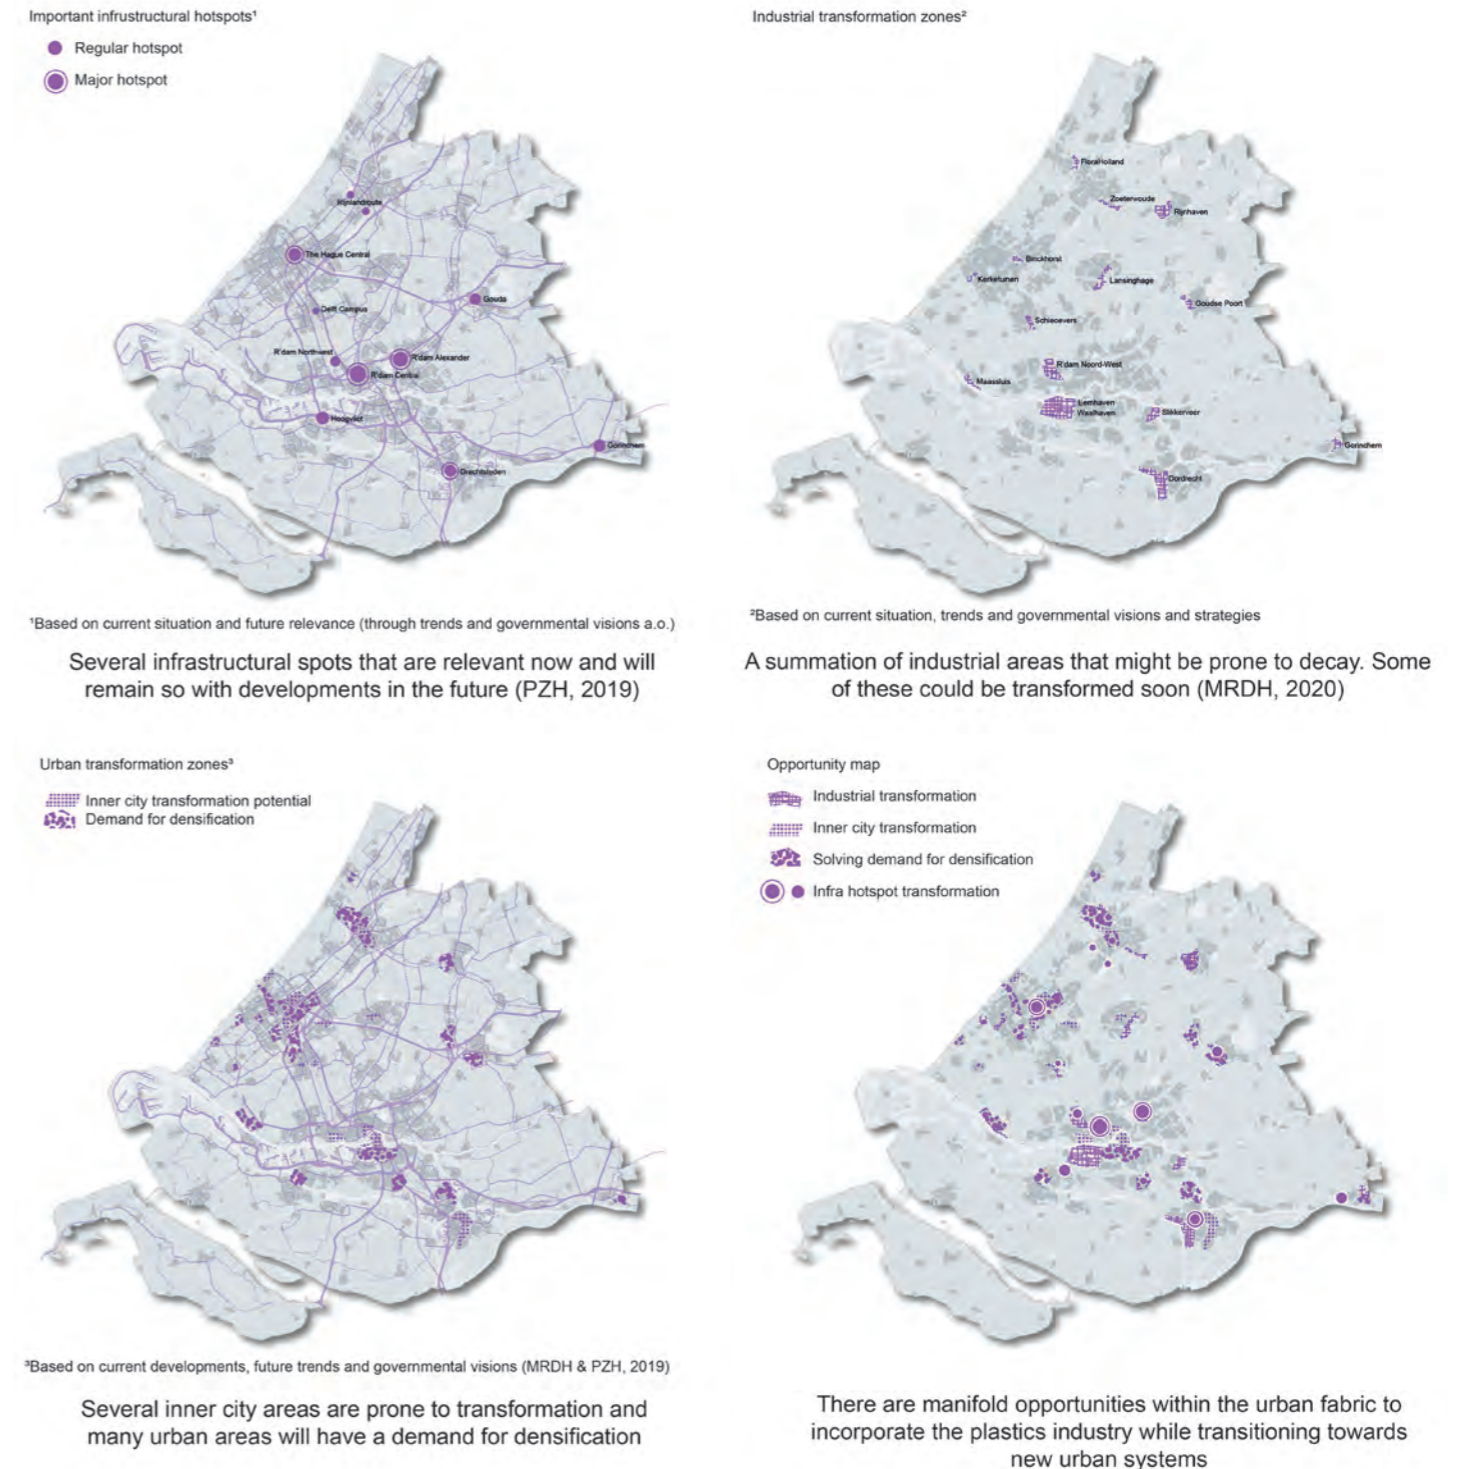 Important infrustructural hotspots¹
Regular hotspot
Major hotspot
Rijnlandroute
The Hague Central
Gouda
Delft Campus
R'dam Northwest
R'dam Alexander
R'dam Central
Hoogvliet
Gorinchem
Drechtsteden
¹Based on current situation and future relevance (through trends and governmental visions a.o.)
Several infrastructural spots that are relevant now and will
remain so with developments in the future (PZH, 2019)
Industrial transformation zones²
FloraHolland
Zoeterwoude
Rijnhaven
Binckhorst
Kerketuinen
Lansinghage
Goudse Poort
Schieoevers
R'dam Noord-West
Maassluis
Eemhaven
Waalhaven
Slikkerveer
Gorinchem
Dordrecht
²Based on current situation, trends and governmental visions and strategies
A summation of industrial areas that might be prone to decay. Some
of these could be transformed soon (MRDH, 2020)
Urban transformation zones³
Inner city transformation potential
Demand for densification
³Based on current developments, future trends and governmental visions (MRDH & PZH, 2019)
Several inner city areas are prone to transformation and
many urban areas will have a demand for densification
Opportunity map
Industrial transformation
Inner city transformation
Solving demand for densification
Infra hotspot transformation
There are manifold opportunities within the urban fabric to
incorporate the plastics industry while transitioning towards
new urban systems